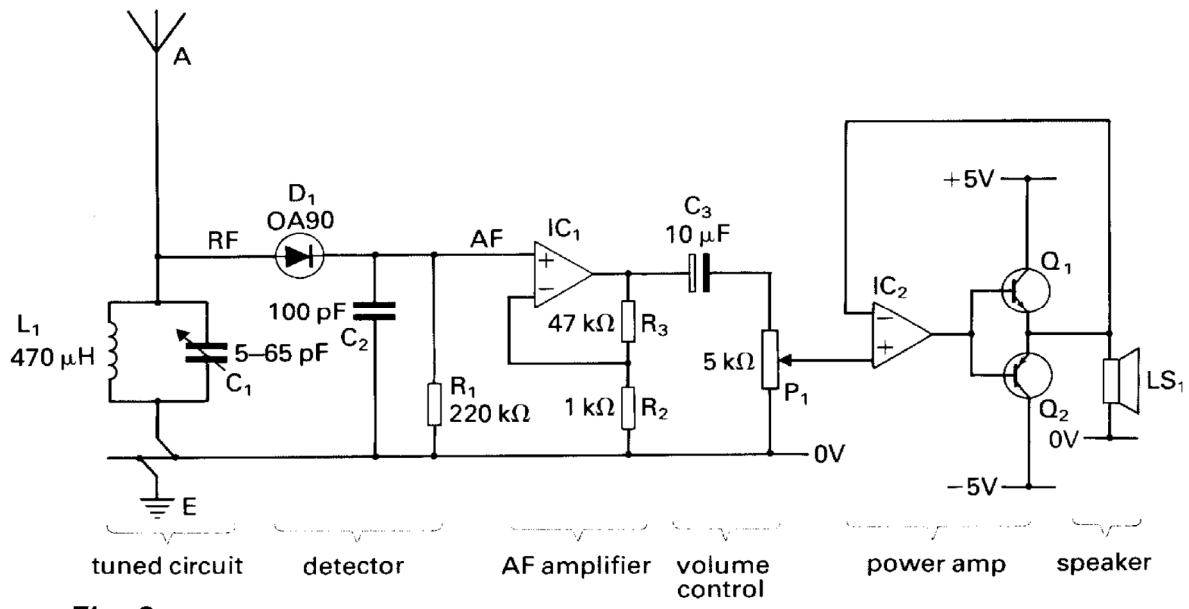 A
D₁
OA90
RF
AF
IC₁
+
−
C₃
10 μF
+5V
Q₁
IC₂
−
+
L₁
470 μH
5–65 pF
C₁
100 pF
C₂
R₁
220 kΩ
47 kΩ
R₃
1 kΩ
R₂
5 kΩ
P₁
Q₂
LS₁
0V
0V
−5V
E
tuned circuit
detector
AF amplifier
volume
control
power amp
speaker